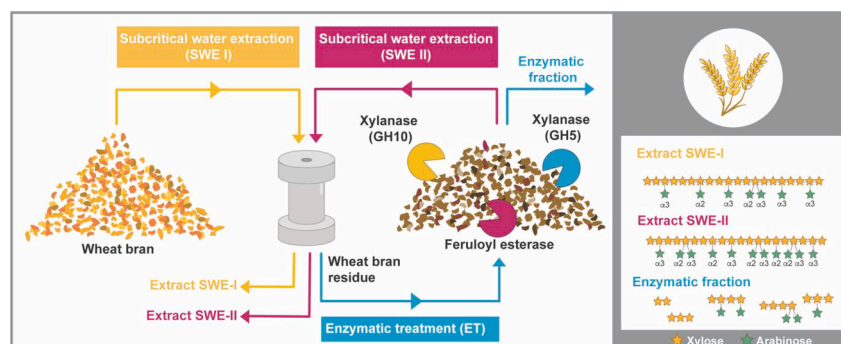 Subcritical water extraction
(SWE I)
Subcritical water extraction
(SWE II)
Enzymatic
fraction
Xylanase
(GH10)
Xylanase
(GH5)
Wheat bran
Feruloyl esterase
Wheat bran
residue
Extract SWE-I
Extract SWE-II
Enzymatic treatment (ET)
Extract SWE-I
α3 α2 α3 α2 α3 α3 α3
Extract SWE-II
α3 α2 α3 α2 α3 α2 α3 α2 α2 α3 α3
Enzymatic fraction
Xylose Arabinose